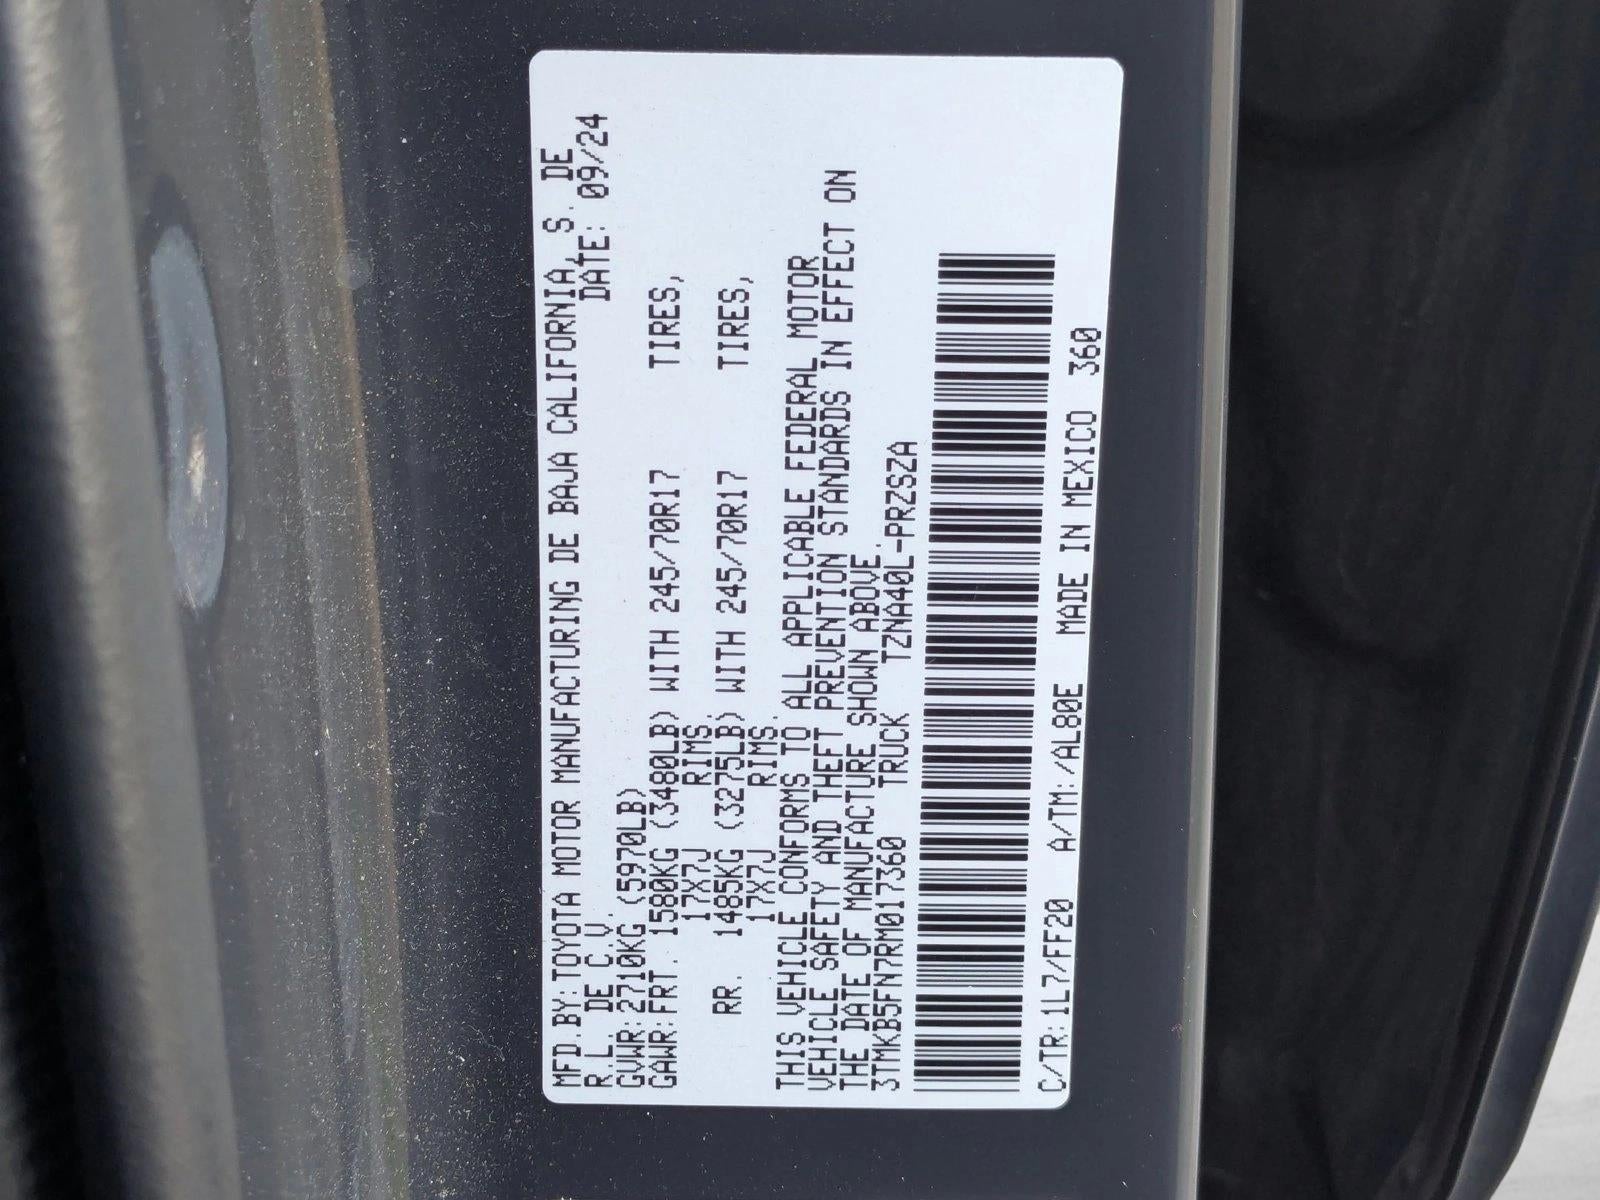 MFD.BY:TOYOTA MOTOR MANUFACTURING DE BAJA CALIFORNIA, S. DE
R.L. DE C.V. DATE: 09/24
GVWR:2710KG (5970LB)
GAWR:FRT. 1580KG (3480LB) WITH 245/70R17 TIRES,
17X7J RIMS.
RR. 1485KG (3275LB) WITH 245/70R17 TIRES,
17X7J RIMS.
THIS VEHICLE CONFORMS TO ALL APPLICABLE FEDERAL MOTOR
VEHICLE SAFETY AND THEFT PREVENTION STANDARDS IN EFFECT ON
THE DATE OF MANUFACTURE SHOWN ABOVE.
3TMKB5FN7RM017360 TRUCK TZNA40L-PRZSZA
C/TR:1L7/FF20 A/TM:/AL80E MADE IN MEXICO 360